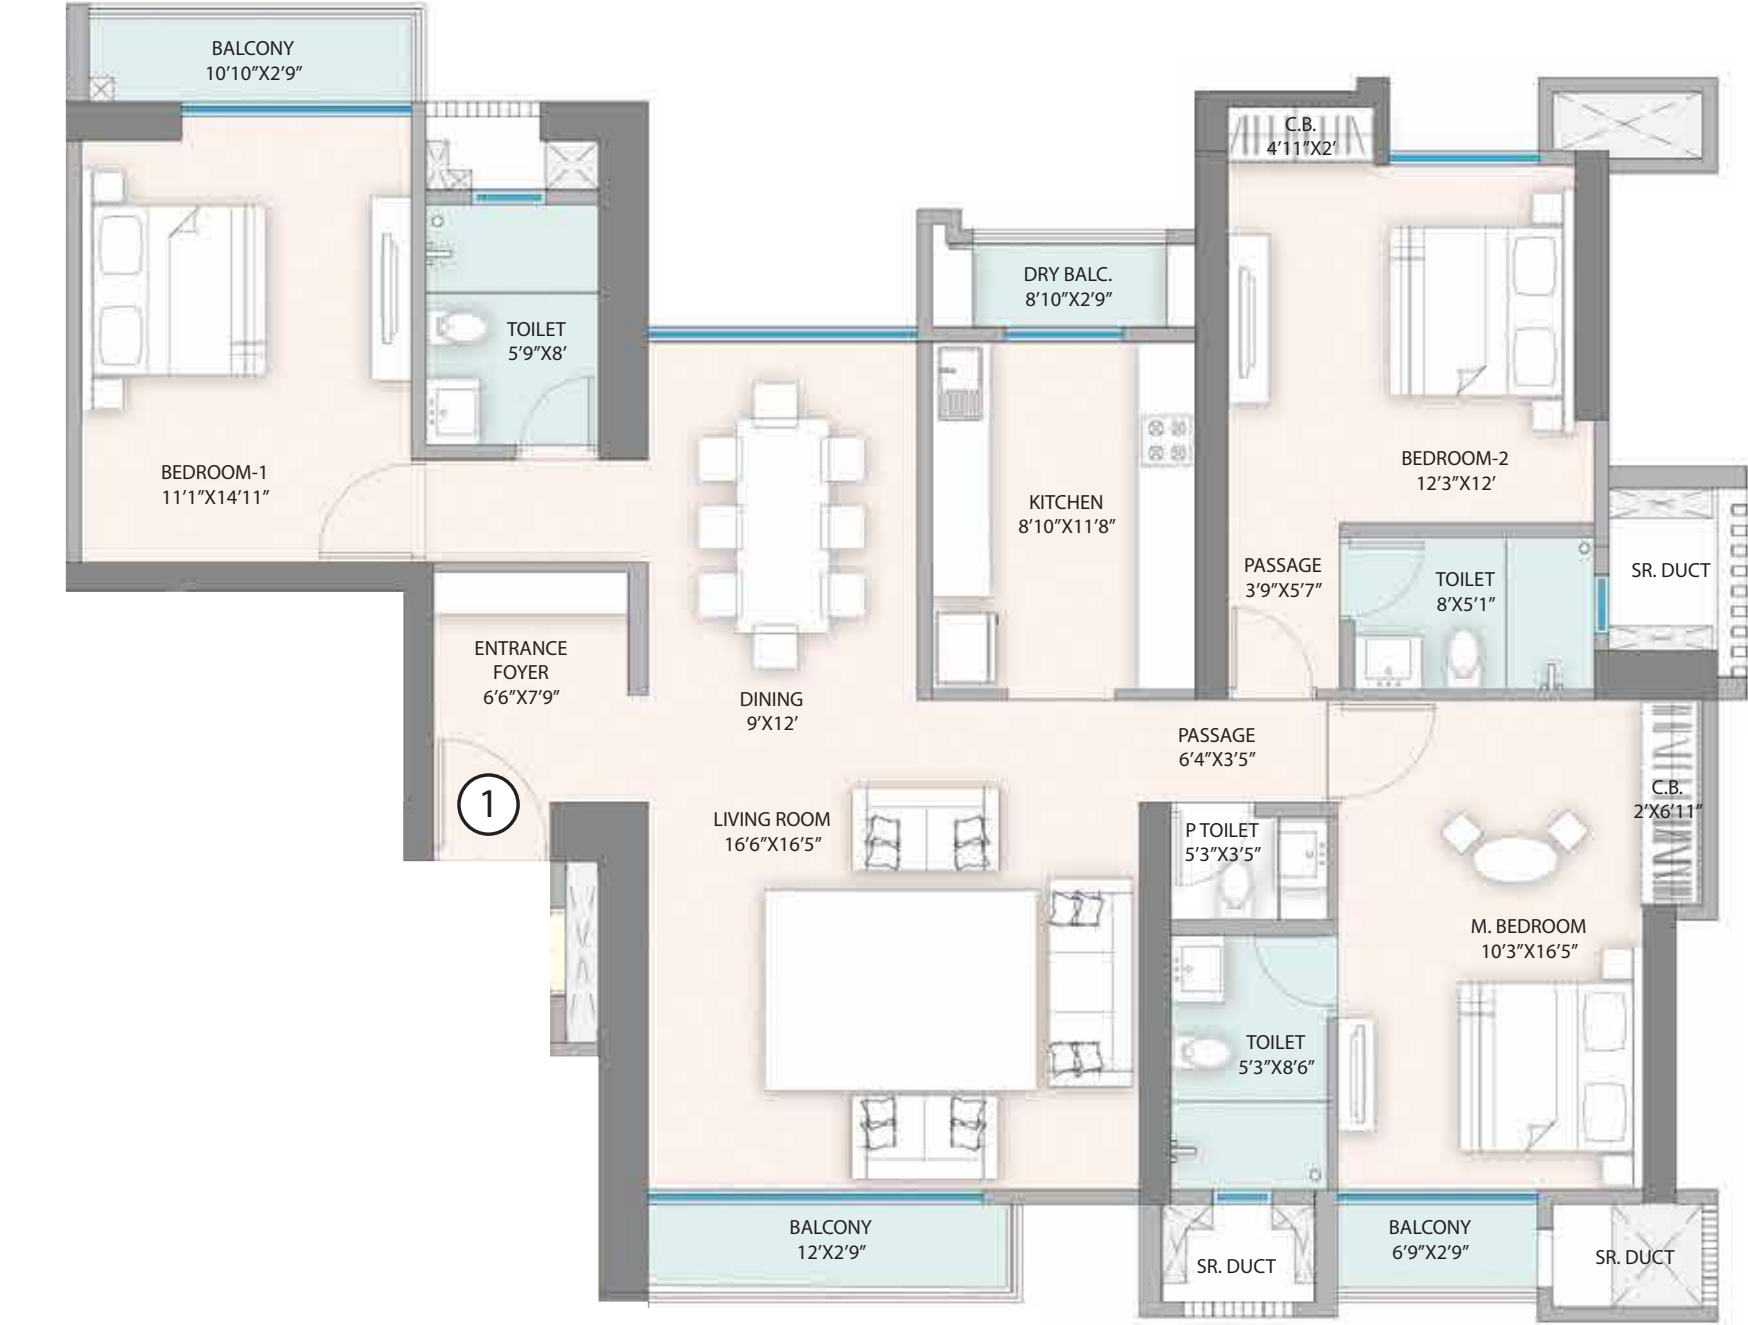 BALCONY
10'10"X2'9"
C.B.
4'11"X2'
DRY BALC.
8'10"X2'9"
TOILET
5'9"X8'
BEDROOM-1
11'1"X14'11"
BEDROOM-2
12'3"X12'
KITCHEN
8'10"X11'8"
PASSAGE
3'9"X5'7"
TOILET
8'X5'1"
SR. DUCT
ENTRANCE
FOYER
6'6"X7'9"
DINING
9'X12'
PASSAGE
6'4"X3'5"
1
LIVING ROOM
16'6"X16'5"
P TOILET
5'3"X3'5"
C.B.
2'X6'11"
M. BEDROOM
10'3"X16'5"
TOILET
5'3"X8'6"
BALCONY
12'X2'9"
SR. DUCT
BALCONY
6'9"X2'9"
SR. DUCT